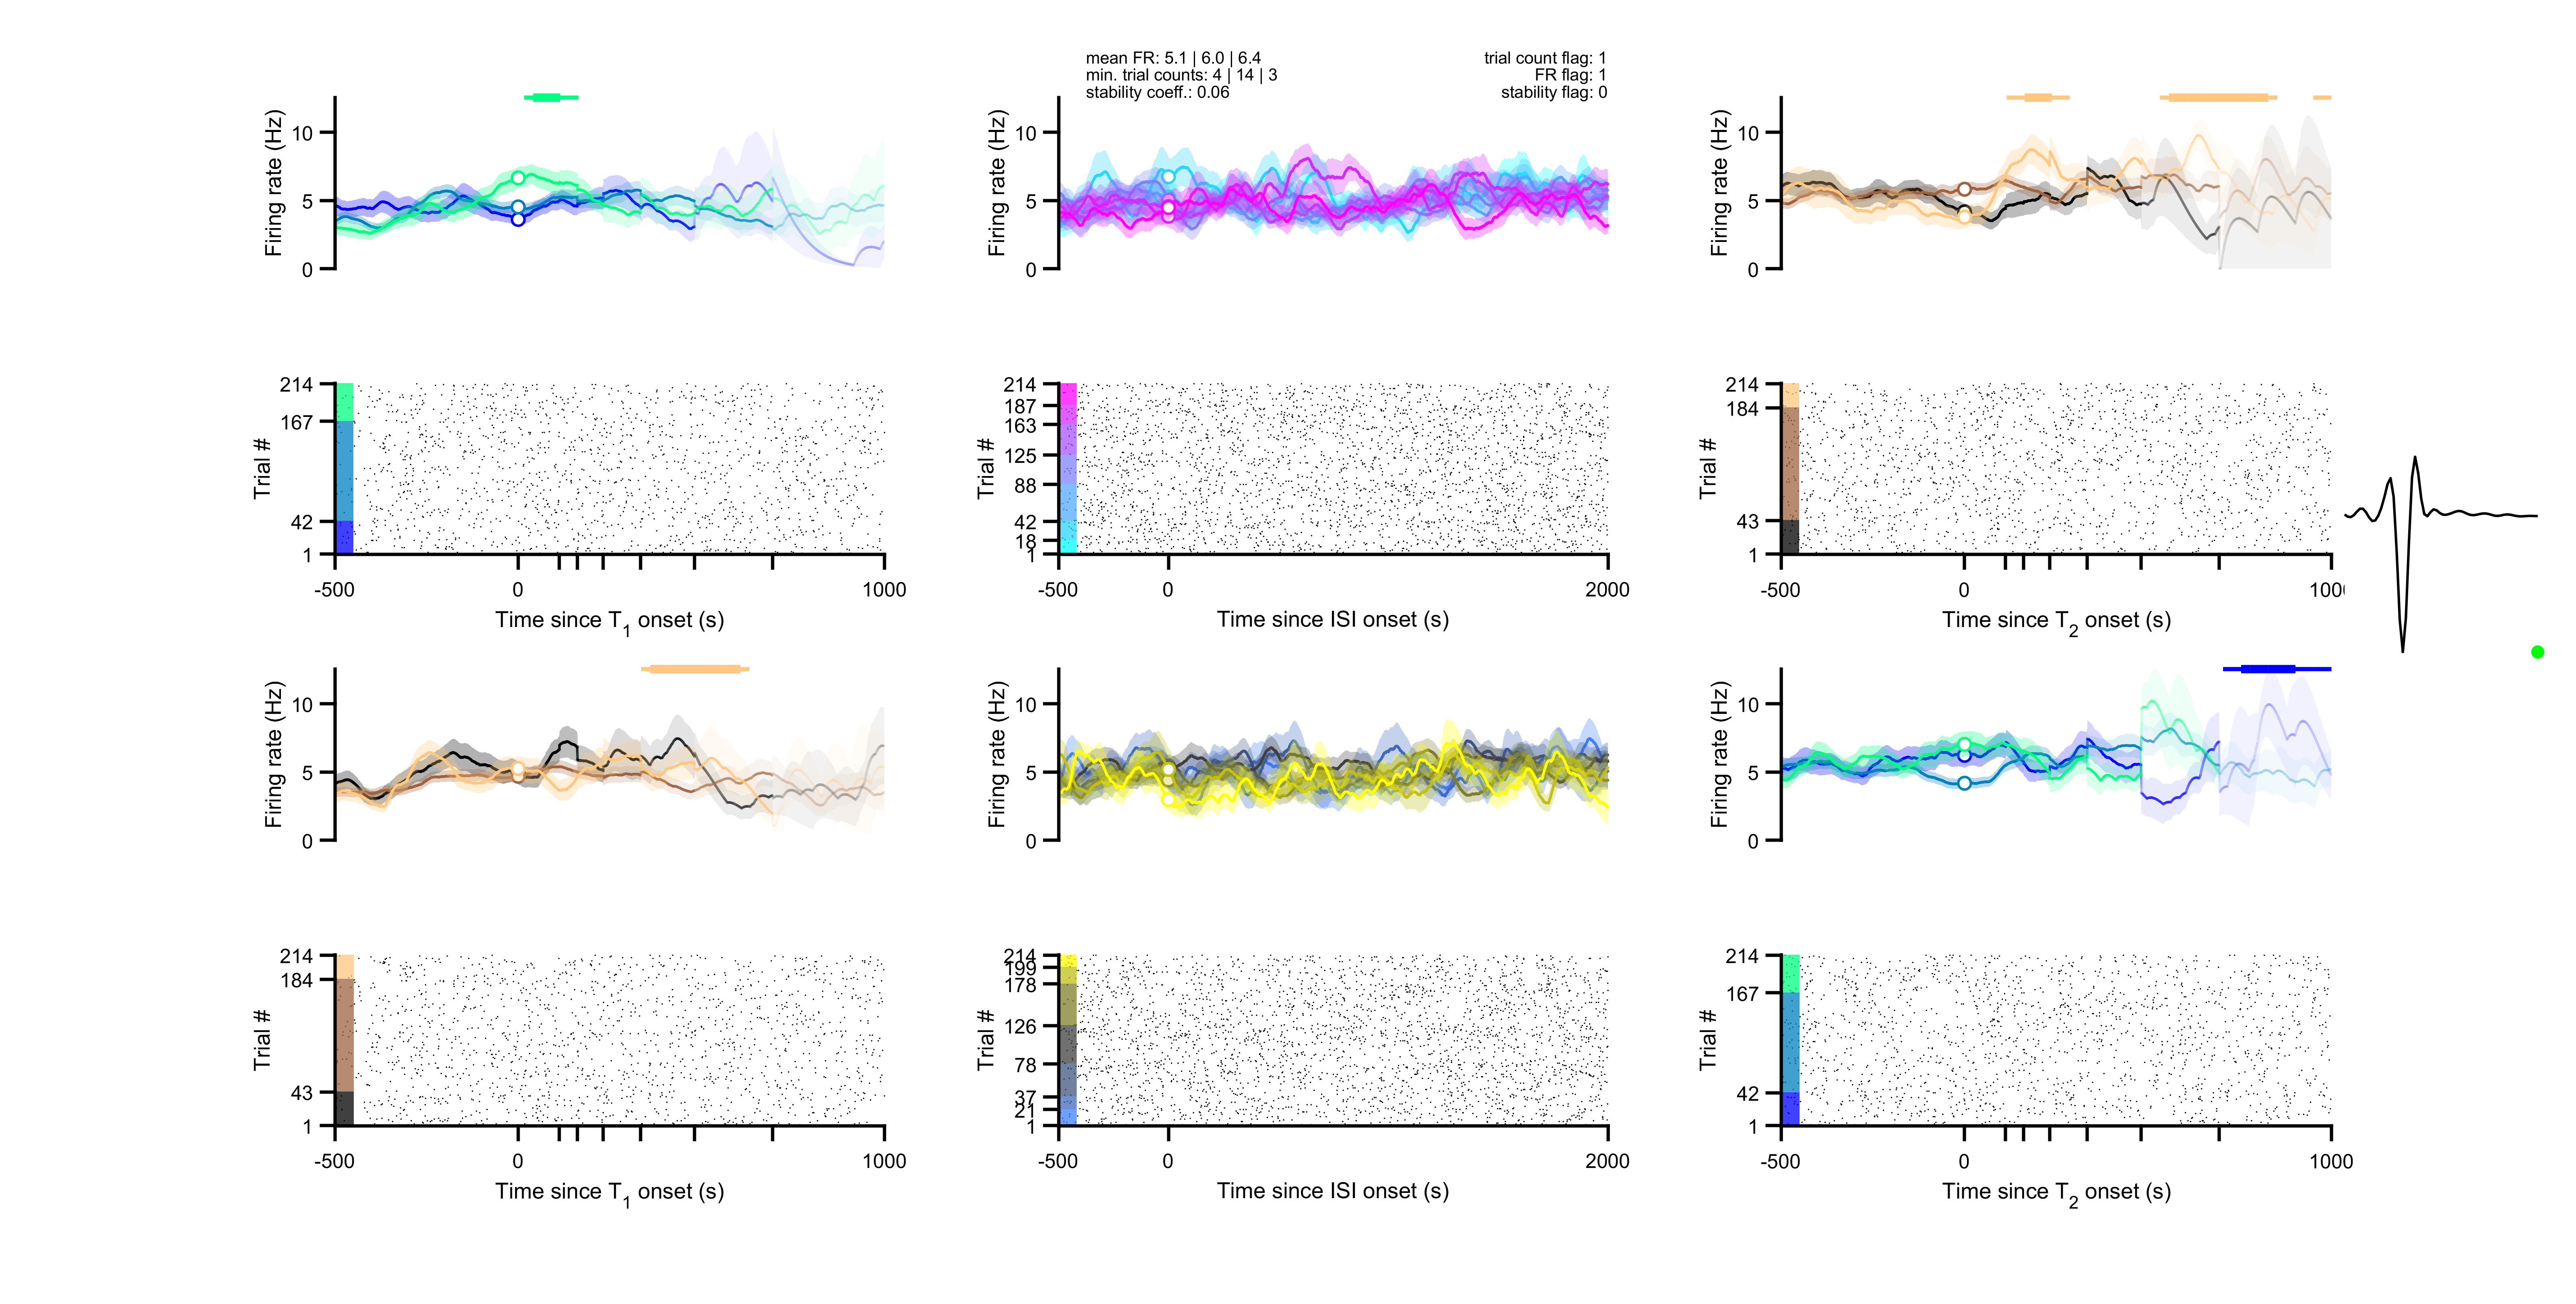 mean FR: 5.1 | 6.0 | 6.4
min. trial counts: 4 | 14 | 3
stability coeff.: 0.06
trial count flag: 1
FR flag: 1
stability flag: 0
Firing rate (Hz)
10
5
0
Firing rate (Hz)
10
5
0
Firing rate (Hz)
10
5
0
Trial #
214
167
42
1
-500
0
1000
Time since T1 onset (s)
Trial #
214
187
163
125
88
42
18
1
-500
0
2000
Time since ISI onset (s)
Trial #
214
184
43
1
-500
0
1000
Time since T2 onset (s)
Firing rate (Hz)
10
5
0
Firing rate (Hz)
10
5
0
Firing rate (Hz)
10
5
0
Trial #
214
184
43
1
-500
0
1000
Time since T1 onset (s)
Trial #
214
199
178
126
78
37
21
1
-500
0
2000
Time since ISI onset (s)
Trial #
214
167
42
1
-500
0
1000
Time since T2 onset (s)